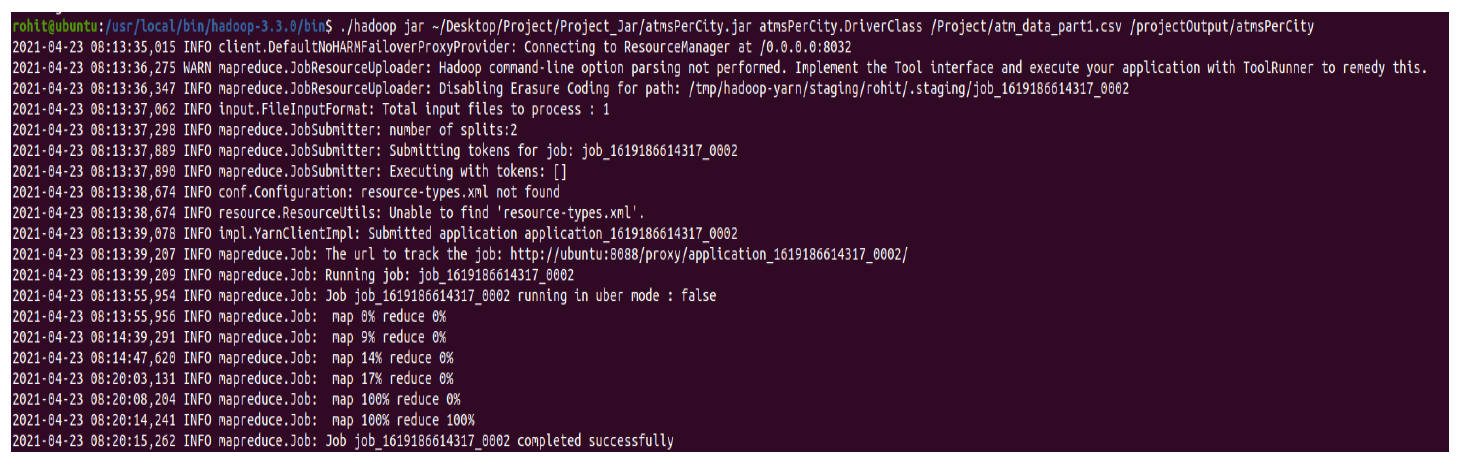 rohit@ubuntu:/usr/local/bin/hadoop-3.3.0/bin$ ./hadoop jar ~/Desktop/Project/Project_Jar/atmsPerCity.jar atmsPerCity.DriverClass /Project/atm_data_part1.csv /projectOutput/atmsPerCity
2021-04-23 08:13:35,015 INFO client.DefaultNoHARMFailoverProxyProvider: Connecting to ResourceManager at /0.0.0.0:8032
2021-04-23 08:13:36,275 WARN mapreduce.JobResourceUploader: Hadoop command-line option parsing not performed. Implement the Tool interface and execute your application with ToolRunner to remedy this.
2021-04-23 08:13:36,347 INFO mapreduce.JobResourceUploader: Disabling Erasure Coding for path: /tmp/hadoop-yarn/staging/rohit/.staging/job_1619186614317_0002
2021-04-23 08:13:37,062 INFO input.FileInputFormat: Total input files to process : 1
2021-04-23 08:13:37,298 INFO mapreduce.JobSubmitter: number of splits:2
2021-04-23 08:13:37,889 INFO mapreduce.JobSubmitter: Submitting tokens for job: job_1619186614317_0002
2021-04-23 08:13:37,890 INFO mapreduce.JobSubmitter: Executing with tokens: []
2021-04-23 08:13:38,674 INFO conf.Configuration: resource-types.xml not found
2021-04-23 08:13:38,674 INFO resource.ResourceUtils: Unable to find 'resource-types.xml'.
2021-04-23 08:13:39,078 INFO impl.YarnClientImpl: Submitted application application_1619186614317_0002
2021-04-23 08:13:39,207 INFO mapreduce.Job: The url to track the job: http://ubuntu:8088/proxy/application_1619186614317_0002/
2021-04-23 08:13:39,209 INFO mapreduce.Job: Running job: job_1619186614317_0002
2021-04-23 08:13:55,954 INFO mapreduce.Job: Job job_1619186614317_0002 running in uber mode : false
2021-04-23 08:13:55,956 INFO mapreduce.Job:  map 0% reduce 0%
2021-04-23 08:14:39,291 INFO mapreduce.Job:  map 9% reduce 0%
2021-04-23 08:14:47,620 INFO mapreduce.Job:  map 14% reduce 0%
2021-04-23 08:20:03,131 INFO mapreduce.Job:  map 17% reduce 0%
2021-04-23 08:20:08,204 INFO mapreduce.Job:  map 100% reduce 0%
2021-04-23 08:20:14,241 INFO mapreduce.Job:  map 100% reduce 100%
2021-04-23 08:20:15,262 INFO mapreduce.Job: Job job_1619186614317_0002 completed successfully